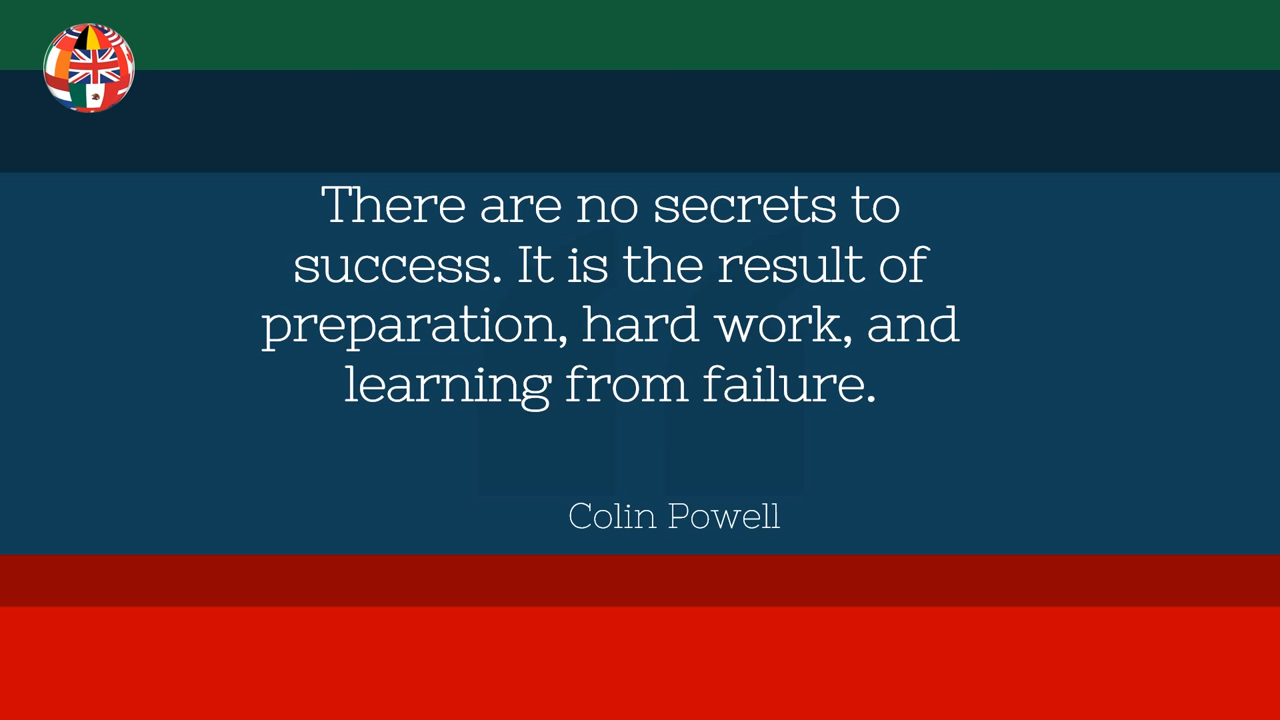 There are no secrets to
success. It is the result of
preparation, hard work, and
learning from failure.
Colin Powell